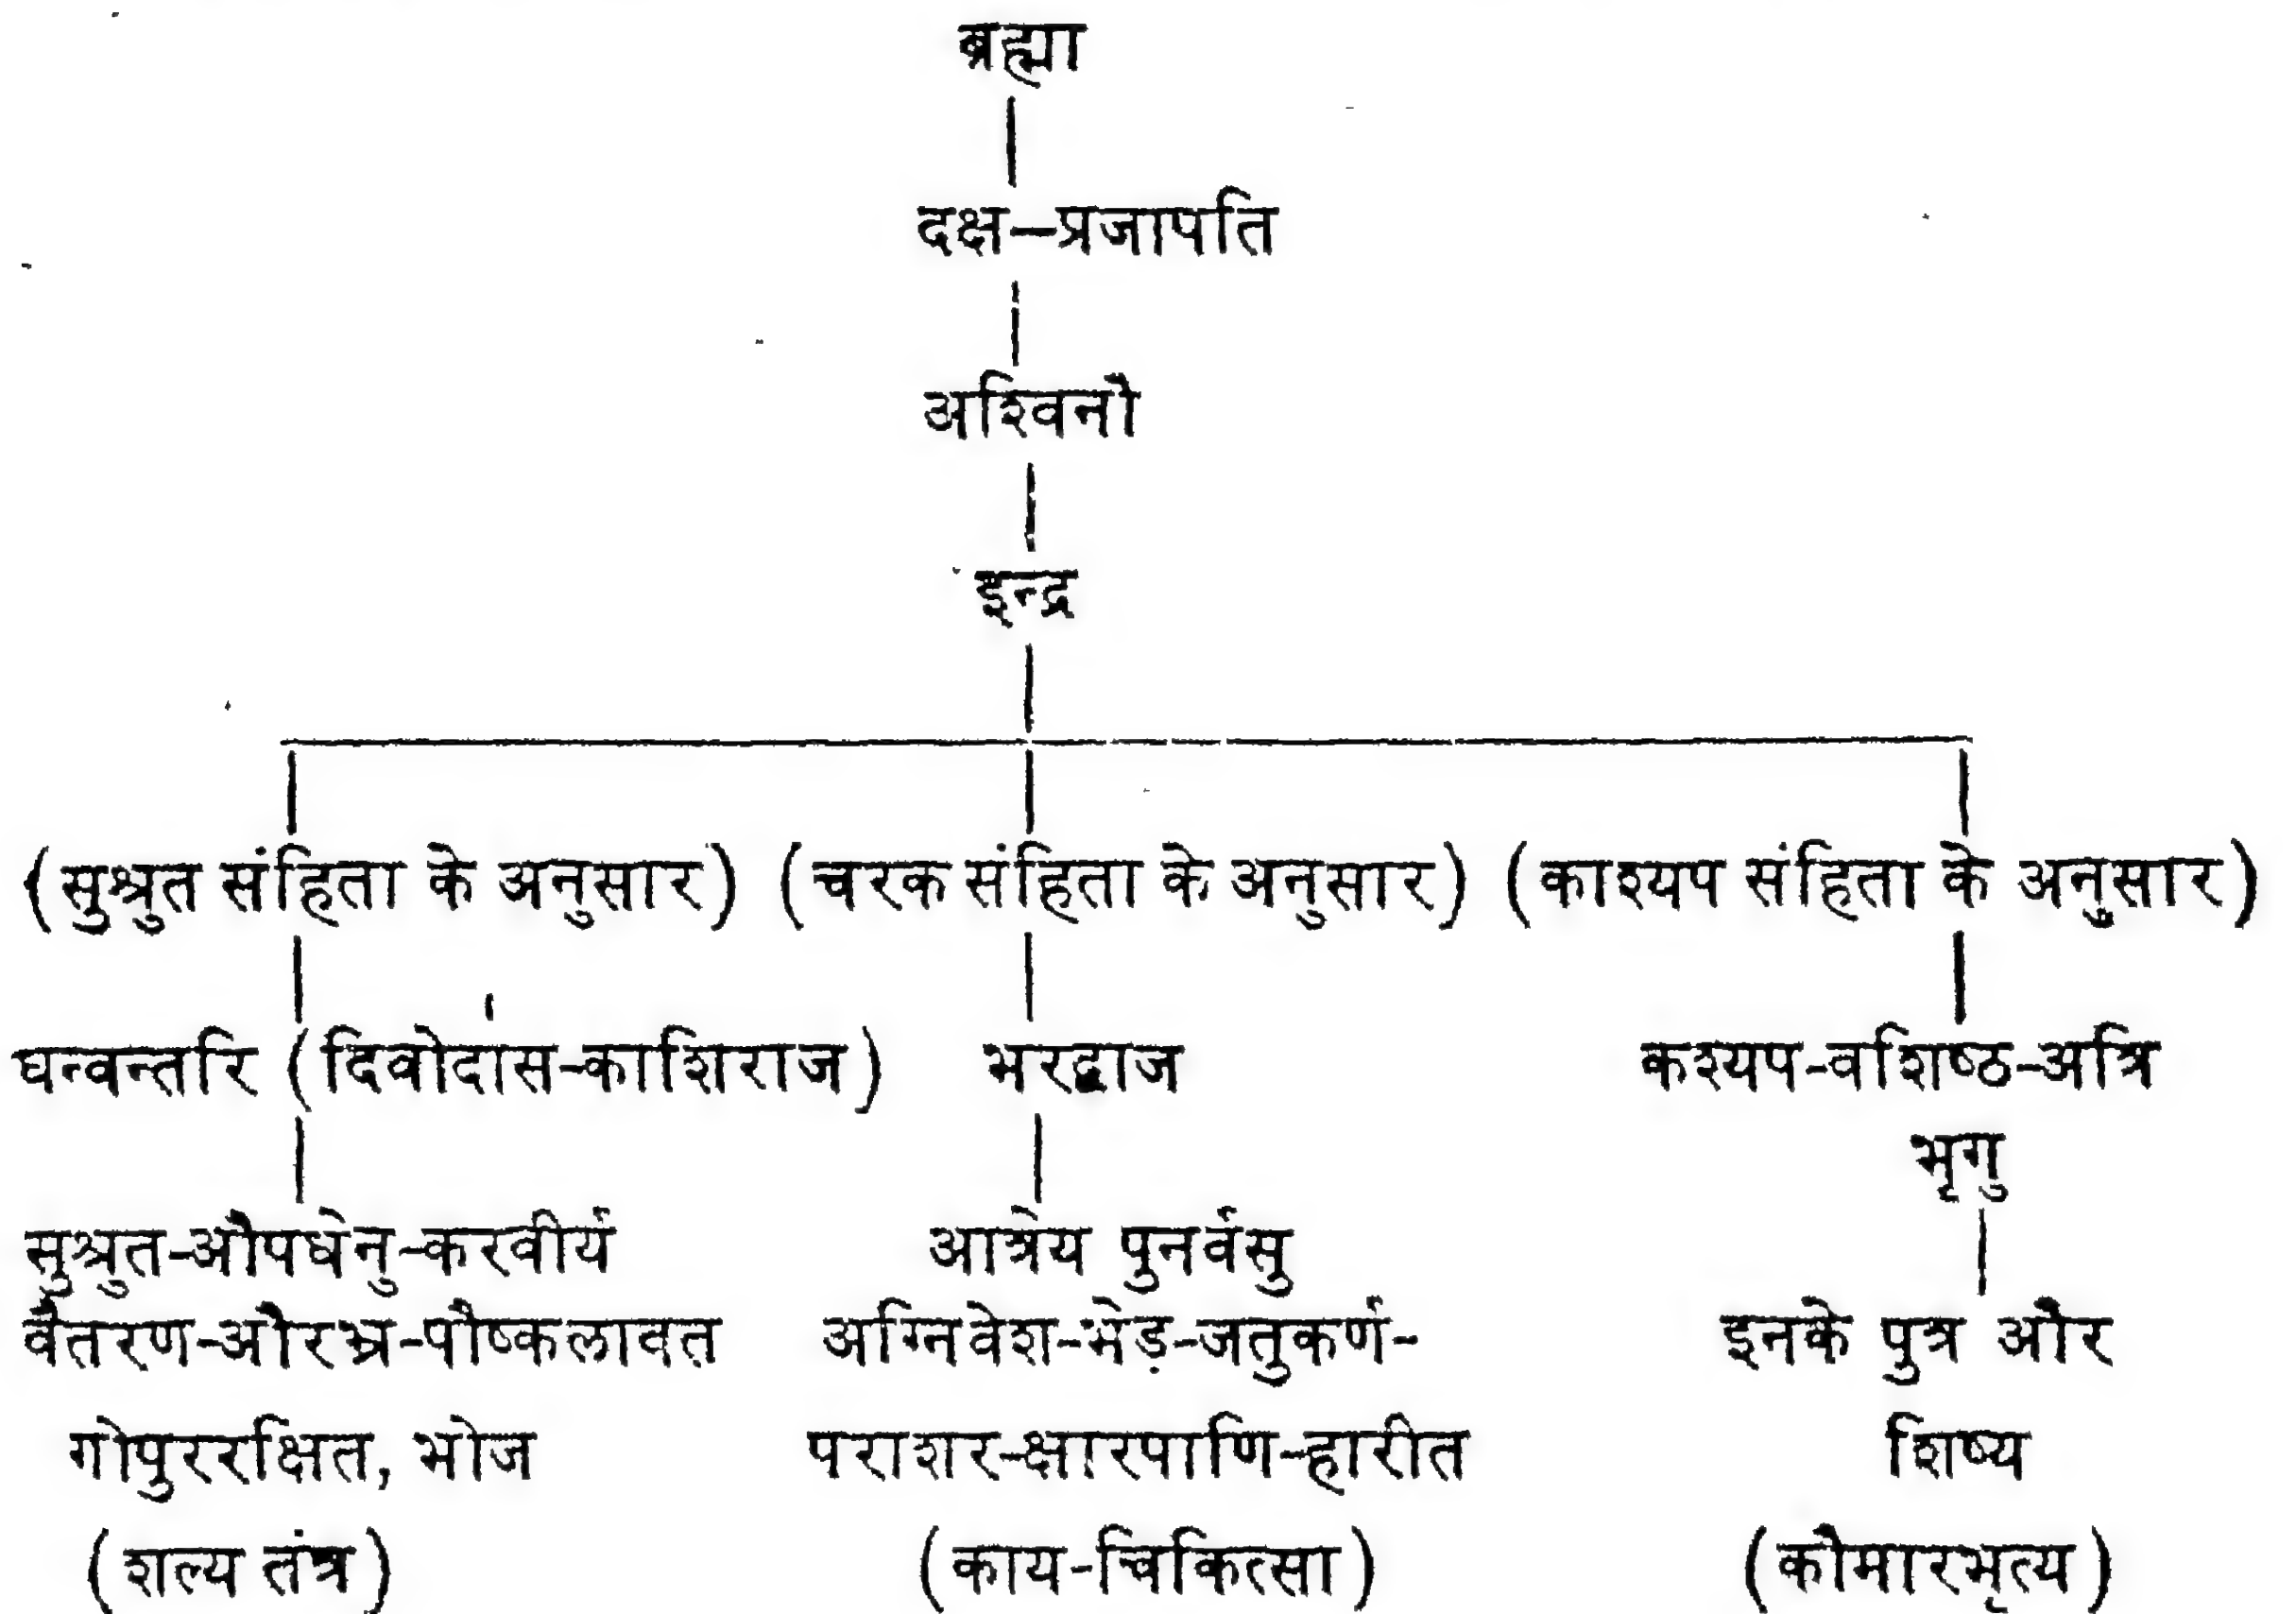 ब्रह्मा
दक्ष–प्रजापति
अश्विनौ
इन्द्र
(सुश्रुत संहिता के अनुसार) (चरक संहिता के अनुसार) (काश्यप संहिता के अनुसार)
धन्वन्तरि (दिवोदास-काशिराज) भरद्वाज कश्यप-वशिष्ठ-अत्रि
भृगु
सुश्रुत-औपधेनु-करवीर्य आत्रेय पुनर्वसु
वैतरण-औरभ्र-पौष्कलावत अग्निवेश-भेड़-जतुकर्ण- इनके पुत्र और
गोपुररक्षित, भोज पराशर-क्षारपाणि-हारीत शिष्य
(शल्य तंत्र) (काय-चिकित्सा) (कौमारभृत्य)